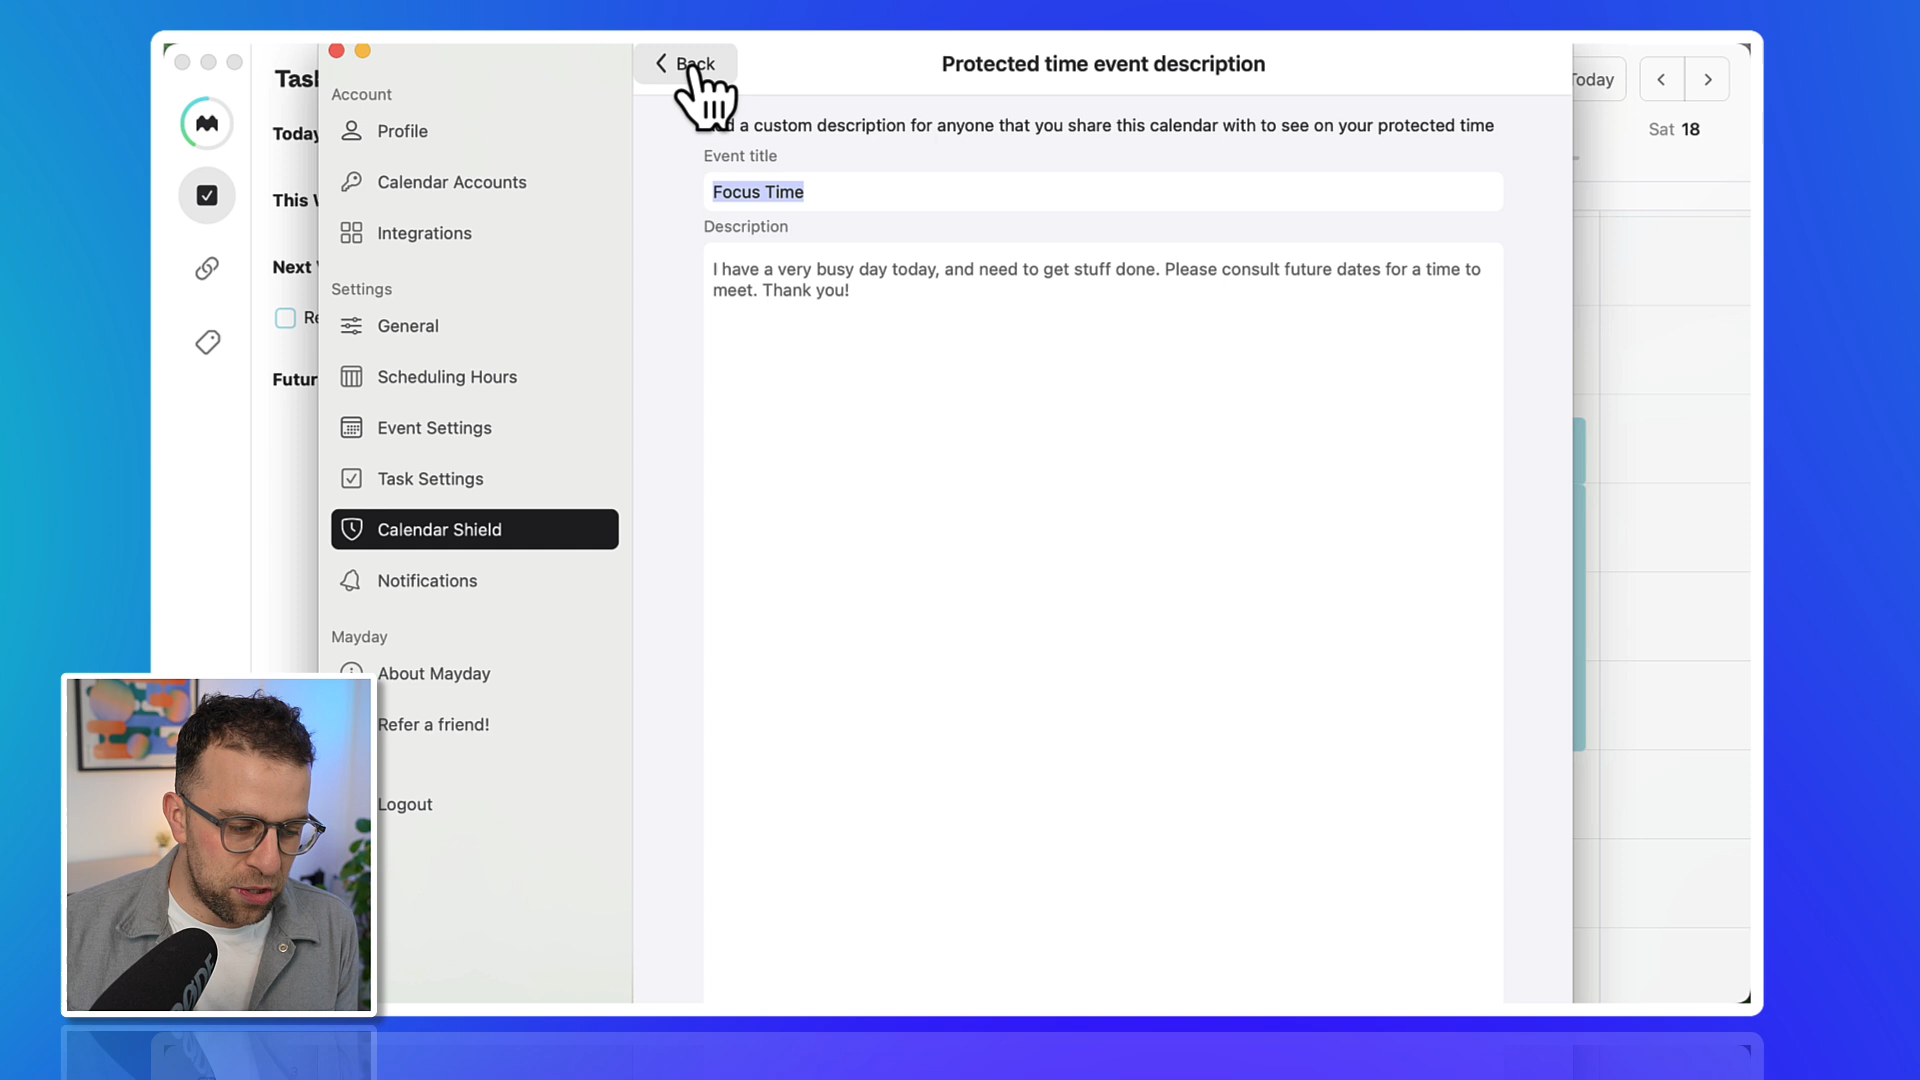 Back
Protected time event description
a custom description for anyone that you share this calendar with to see on your protected time
Event title
Focus Time
Description
I have a very busy day today, and need to get stuff done. Please consult future dates for a time to
meet. Thank you!
Account
Profile
Calendar Accounts
Integrations
Settings
General
Scheduling Hours
Event Settings
Task Settings
Calendar Shield
Notifications
Mayday
About Mayday
Refer a friend!
Logout
Today
This
Next
Today
Sat 18